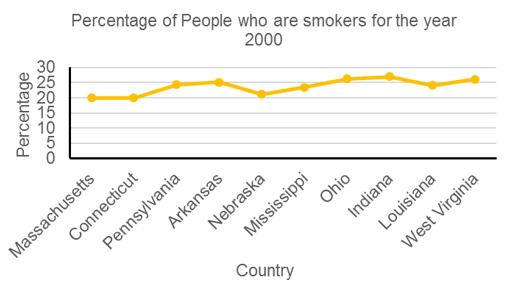 Percentage of People who are smokers for the year
2000
Percentage
30
25
20
15
10
5
0
Massachusetts
Connecticut
Pennsylvania
Arkansas
Nebraska
Mississippi
Ohio
Indiana
Louisiana
West Virginia
Country